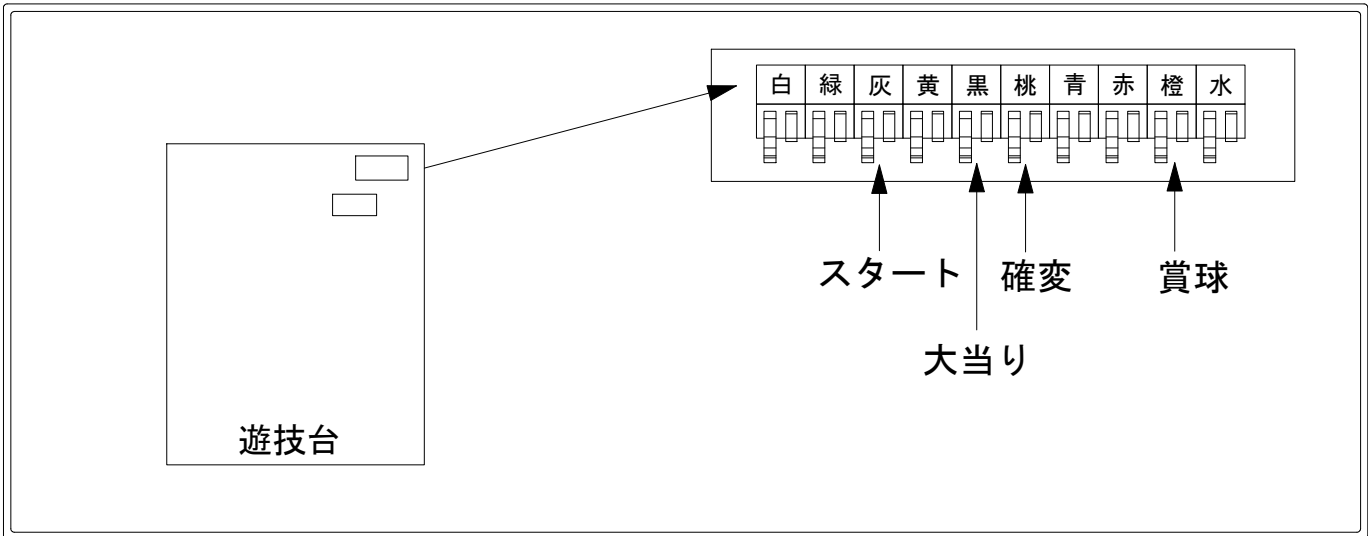 白 緑 灰 黄 黒 桃 青 赤 橙 水
スタート 確変 賞球
大当り
遊技台